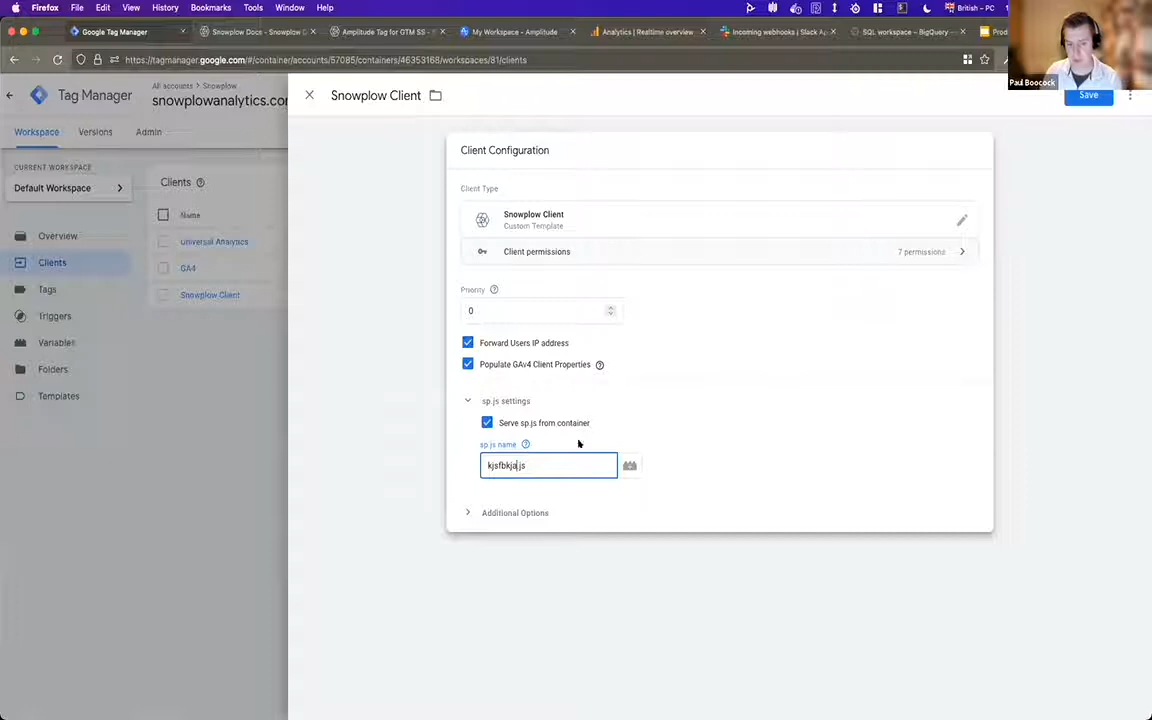 Firefox File Edit View History Bookmarks Tools Window Help British – PC
Google Tag Manager × Snowplow Docs – Snowplow × Amplitude Tag for GTM SS - × My Workspace - Amplitude × Analytics | Realtime overview × Incoming webhooks | Slack × SQL workspace – BigQuery – ×
https://tagmanager.google.com/#/container/accounts/57085/containers/46353168/workspaces/81/clients
Paul Boocock
Tag Manager
All accounts > Snowplow
snowplowanalytics.co
Snowplow Client
Save
Workspace Versions Admin
Client Configuration
CURRENT WORKSPACE
Default Workspace
Clients
Client Type
Snowplow Client
Custom Template
Name
Overview
Universal Analytics
Client permissions
7 permissions
Clients
GA4
Tags
Snowplow Client
Priority
0
Triggers
Variables
Forward Users IP address
Folders
Populate GAv4 Client Properties
Templates
sp.js settings
Serve sp.js from container
sp.js name
kjsfbkja.js
Additional Options